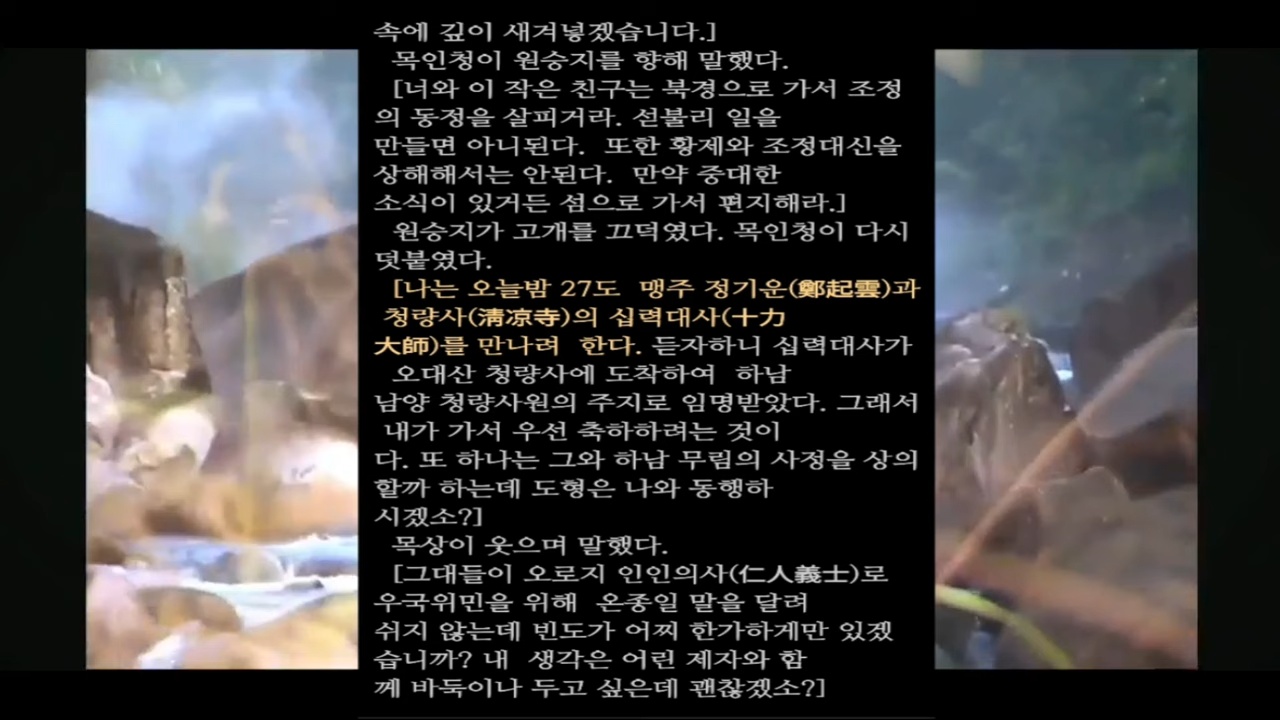 속에 깊이 새겨넣겠습니다.]
목인청이 원승지를 향해 말했다.
[너와 이 작은 친구는 북경으로 가서 조정
의 동정을 살피거라. 섣불리 일을
만들면 아니된다. 또한 황제와 조정대신을
상해해서는 안된다. 만약 중대한
소식이 있거든 섬으로 가서 편지해라.]
원승지가 고개를 끄덕였다. 목인청이 다시
덧붙였다.
[나는 오늘밤 27도 맹주 정기운(鄭起雲)과
청량사(淸凉寺)의 십력대사(十力
大師)를 만나려 한다. 듣자하니 십력대사가
오대산 청량사에 도착하여 하남
남양 청량사원의 주지로 임명받았다. 그래서
내가 가서 우선 축하하려는 것이
다. 또 하나는 그와 하남 무림의 사정을 상의
할까 하는데 도형은 나와 동행하
시겠소?]
목상이 웃으며 말했다.
[그대들이 오로지 인인의사(仁人義士)로
우국위민을 위해 온종일 말을 달려
쉬지 않는데 빈도가 어찌 한가하게만 있겠
습니까? 내 생각은 어린 제자와 함
께 바둑이나 두고 싶은데 괜찮겠소?]